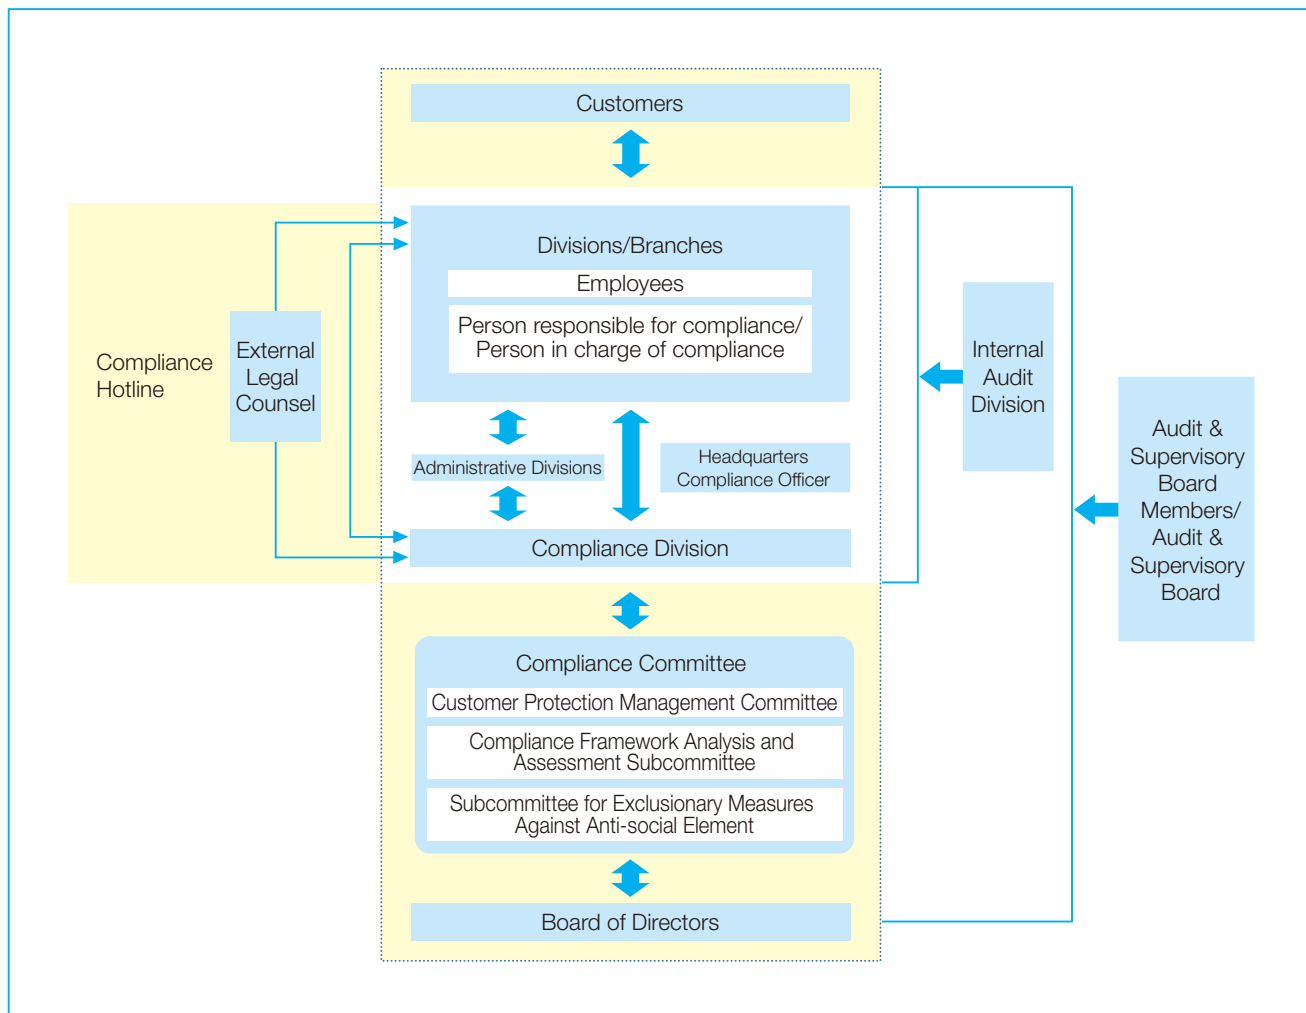 Customers
Divisions/Branches
Employees
Person responsible for compliance/
Person in charge of compliance
Compliance
Hotline
External
Legal
Counsel
Administrative Divisions
Headquarters
Compliance Officer
Compliance Division
Internal
Audit
Division
Audit &
Supervisory
Board
Members/
Audit &
Supervisory
Board
Compliance Committee
Customer Protection Management Committee
Compliance Framework Analysis and
Assessment Subcommittee
Subcommittee for Exclusionary Measures
Against Anti-social Element
Board of Directors